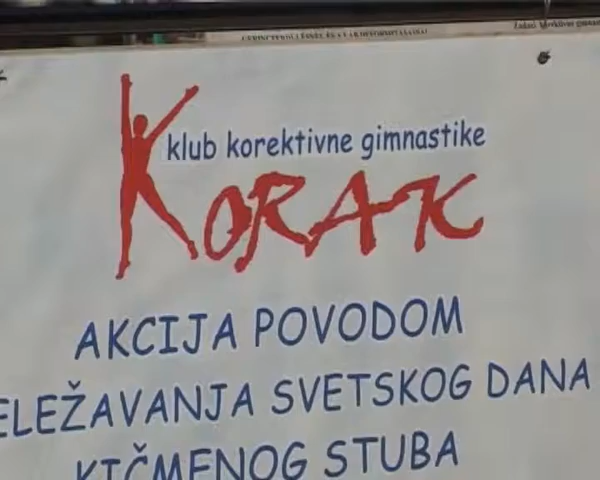 klub korektivne gimnastike
KORAK
AKCIJA POVODOM
ELEŽAVANJA SVETSKOG DANA
KIČMENOG STUBA